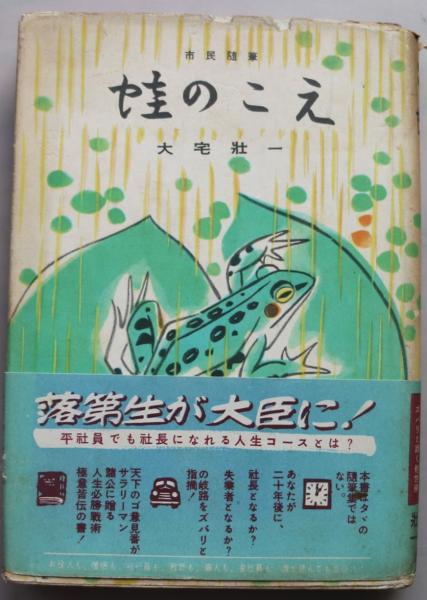 市民随筆
蛙のこえ
大宅壮一
落第生が大臣に!
平社員でも社長になれる人生コースとは?
本書はタヾの
随筆集では
ない。
あなたが
二十年後に、
社長となるか?
失業者となるか?
の岐路をズバリと
指摘!
天下のゴ意見番が
サラリーマン
諸公に贈る
人生必勝戦術
極意皆伝の書!